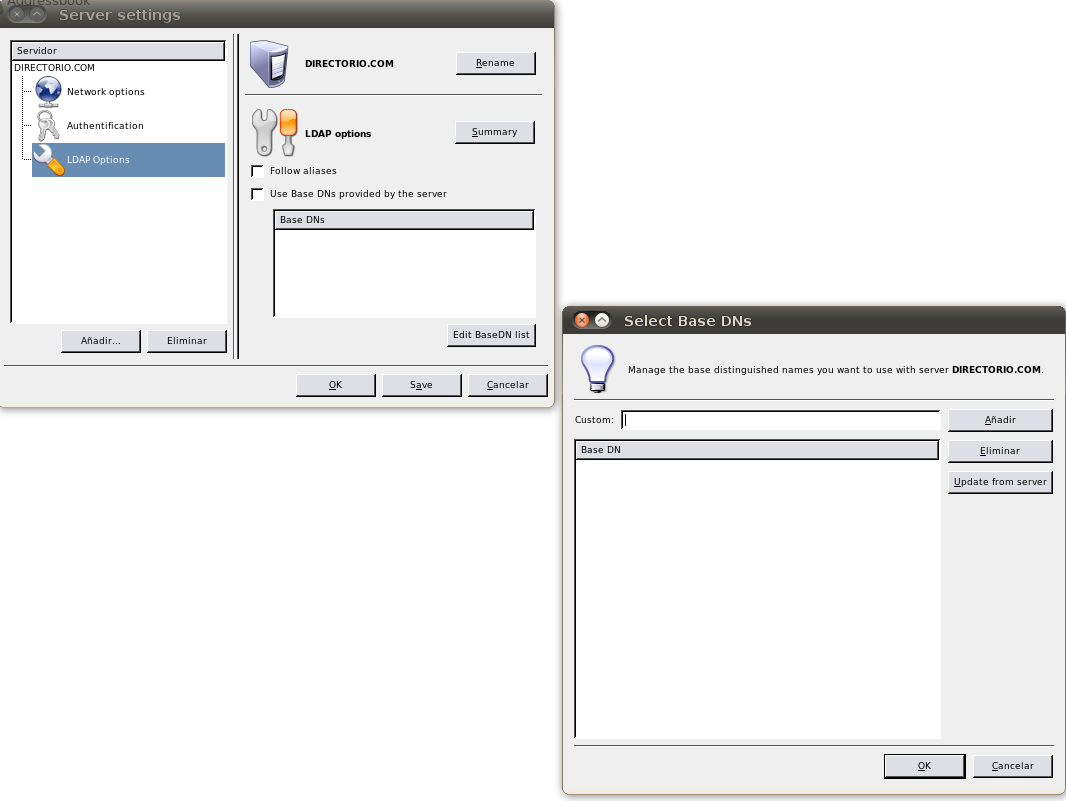 Addressbook
Server settings
Servidor
DIRECTORIO.COM
Network options
Authentification
LDAP Options
Añadir...
Eliminar
DIRECTORIO.COM
Rename
LDAP options
Summary
Follow aliases
Use Base DNs provided by the server
Base DNs
Edit BaseDN list
OK
Save
Cancelar
Select Base DNs
Manage the base distinguished names you want to use with server DIRECTORIO.COM.
Custom:
Añadir
Base DN
Eliminar
Update from server
OK
Cancelar